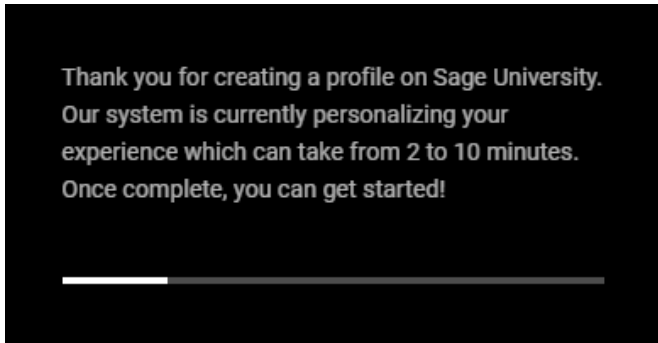 Thank you for creating a profile on Sage University.
Our system is currently personalizing your
experience which can take from 2 to 10 minutes.
Once complete, you can get started!